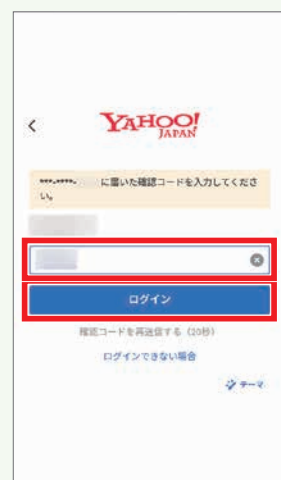 YAHOO!
JAPAN
***-****- に届いた確認コードを入力してくださ
い。
ログイン
確認コードを再送信する (20秒)
ログインできない場合
テーマ